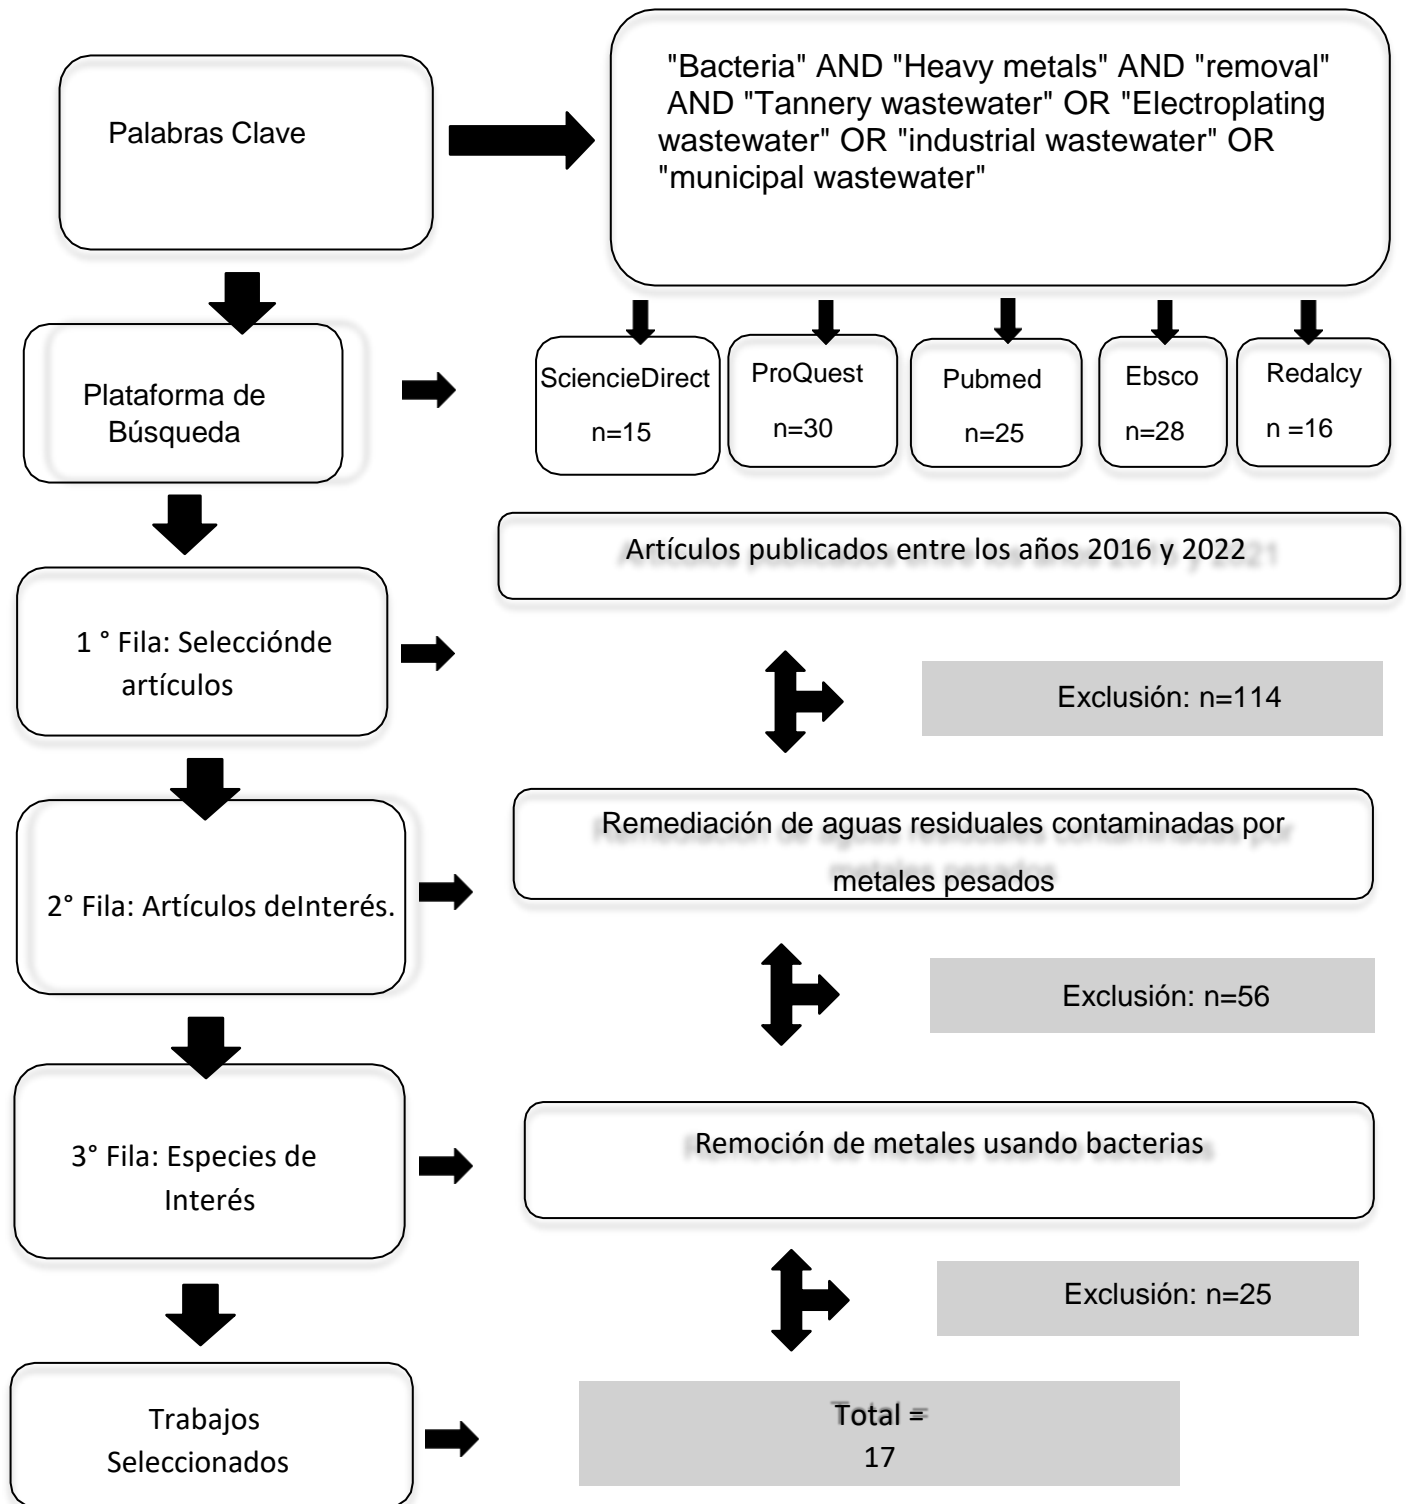 Palabras Clave
"Bacteria" AND "Heavy metals" AND "removal"
AND "Tannery wastewater" OR "Electroplating
wastewater" OR "industrial wastewater" OR
"municipal wastewater"
Plataforma de
Búsqueda
SciencieDirect
n=15
ProQuest
n=30
Pubmed
n=25
Ebsco
n=28
Redalcy
n =16
1 ° Fila: Selecciónde
artículos
Artículos publicados entre los años 2016 y 2022
Exclusión: n=114
2° Fila: Artículos deInterés.
Remediación de aguas residuales contaminadas por
metales pesados
Exclusión: n=56
3° Fila: Especies de
Interés
Remoción de metales usando bacterias
Exclusión: n=25
Trabajos
Seleccionados
Total =
17